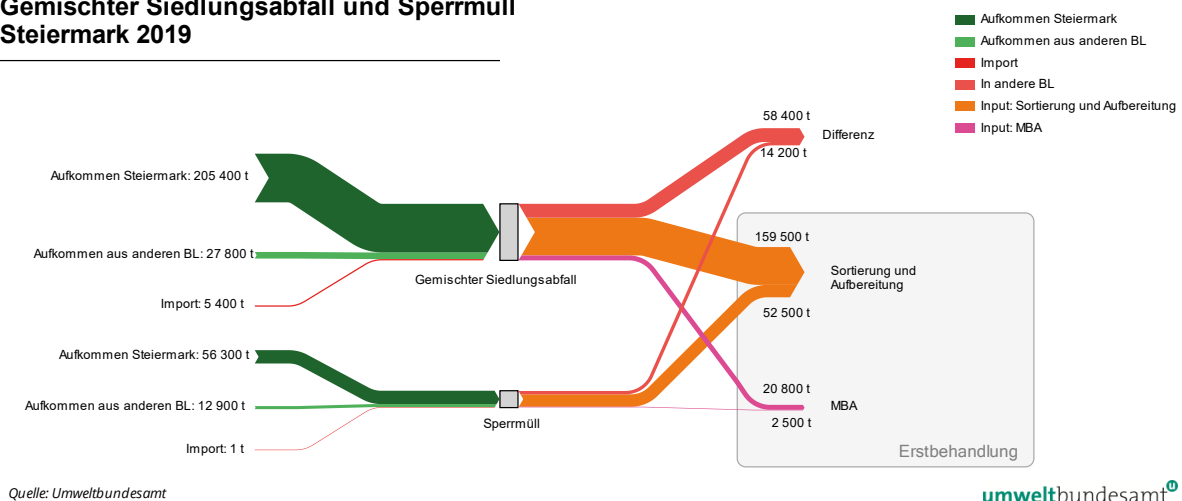 Gemischter Siedlungsabfall und Sperrmüll
Steiermark 2019
Aufkommen Steiermark
Aufkommen aus anderen BL
Import
In andere BL
Input: Sortierung und Aufbereitung
Input: MBA
58 400 t
Differenz
14 200 t
Aufkommen Steiermark: 205 400 t
Aufkommen aus anderen BL: 27 800 t
Gemischter Siedlungsabfall
Import: 5 400 t
159 500 t
Sortierung und
Aufbereitung
52 500 t
Aufkommen Steiermark: 56 300 t
Aufkommen aus anderen BL: 12 900 t
Sperrmüll
Import: 1 t
20 800 t
MBA
2 500 t
Erstbehandlung
Quelle: Umweltbundesamt
umweltbundesamt